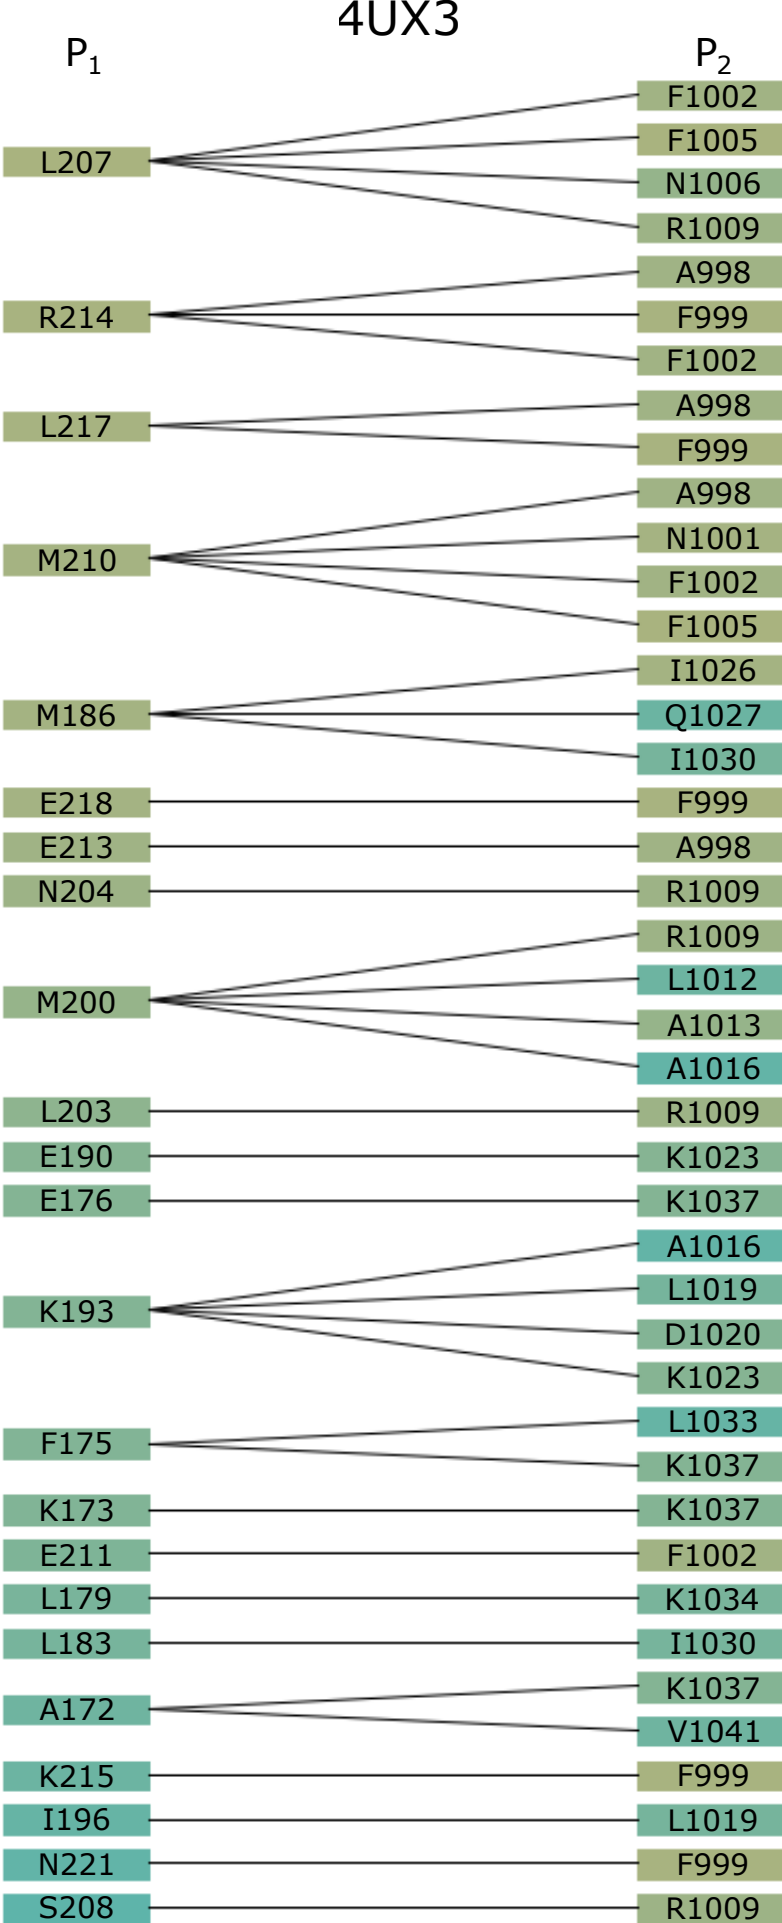 4UX3
P₁ P₂
F1002
F1005
L207
N1006
R1009
A998
R214 F999
F1002
A998
L217
F999
A998
N1001
M210
F1002
F1005
I1026
M186 Q1027
I1030
E218 F999
E213 A998
N204 R1009
R1009
L1012
M200
A1013
A1016
L203 R1009
E190 K1023
E176 K1037
A1016
L1019
K193
D1020
K1023
L1033
F175
K1037
K173 K1037
E211 F1002
L179 K1034
L183 I1030
K1037
A172
V1041
K215 F999
I196 L1019
N221 F999
S208 R1009